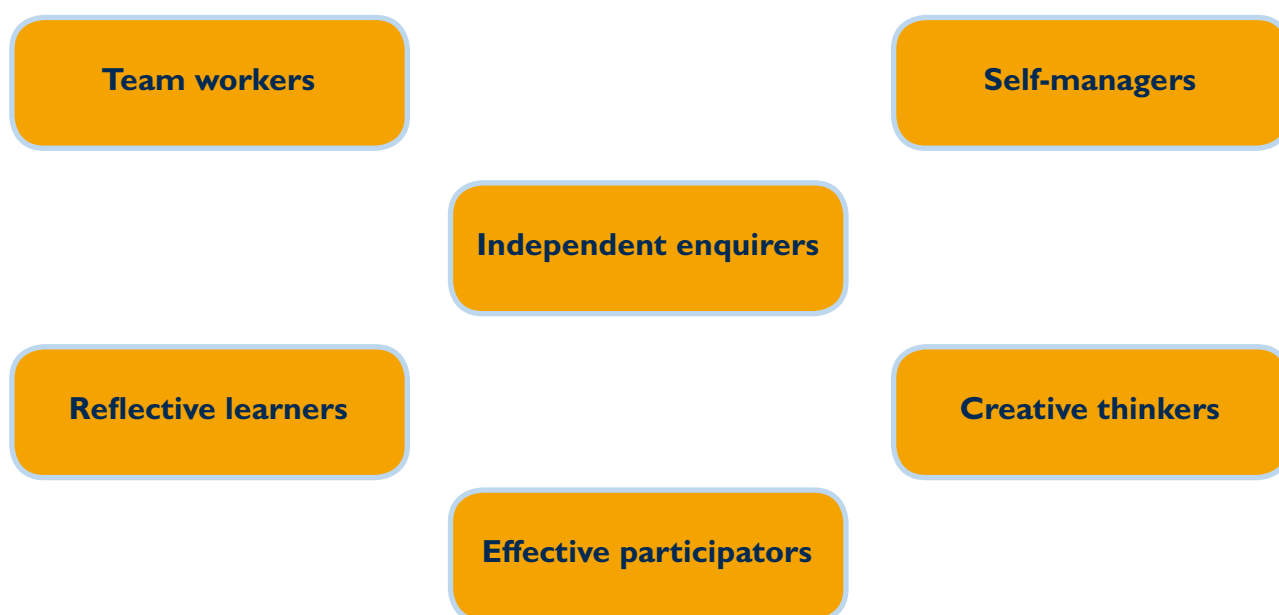 Team workers
Self-managers
Independent enquirers
Reflective learners
Creative thinkers
Effective participators